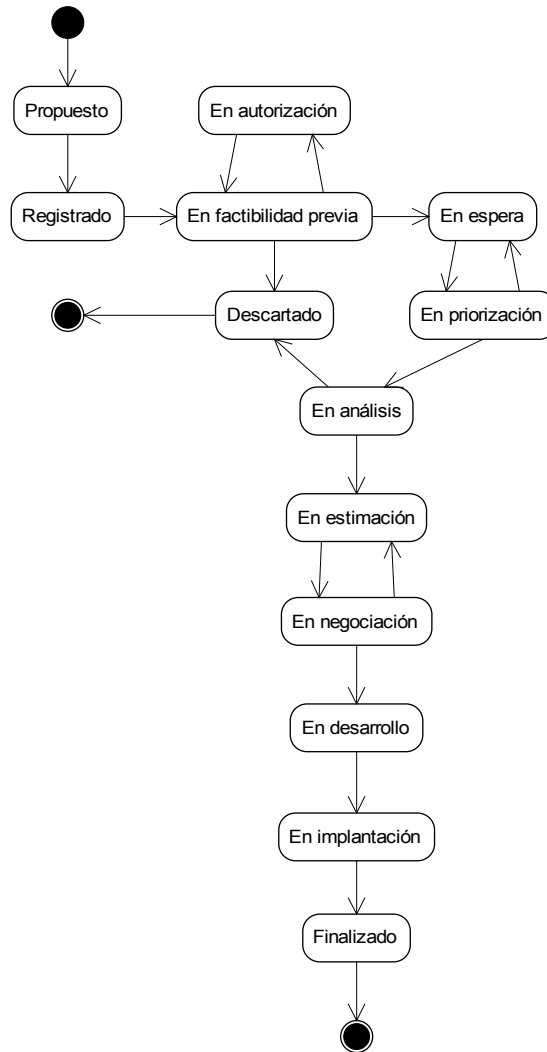 Propuesto
En autorización
Registrado
En factibilidad previa
En espera
Descartado
En priorización
En análisis
En estimación
En negociación
En desarrollo
En implantación
Finalizado